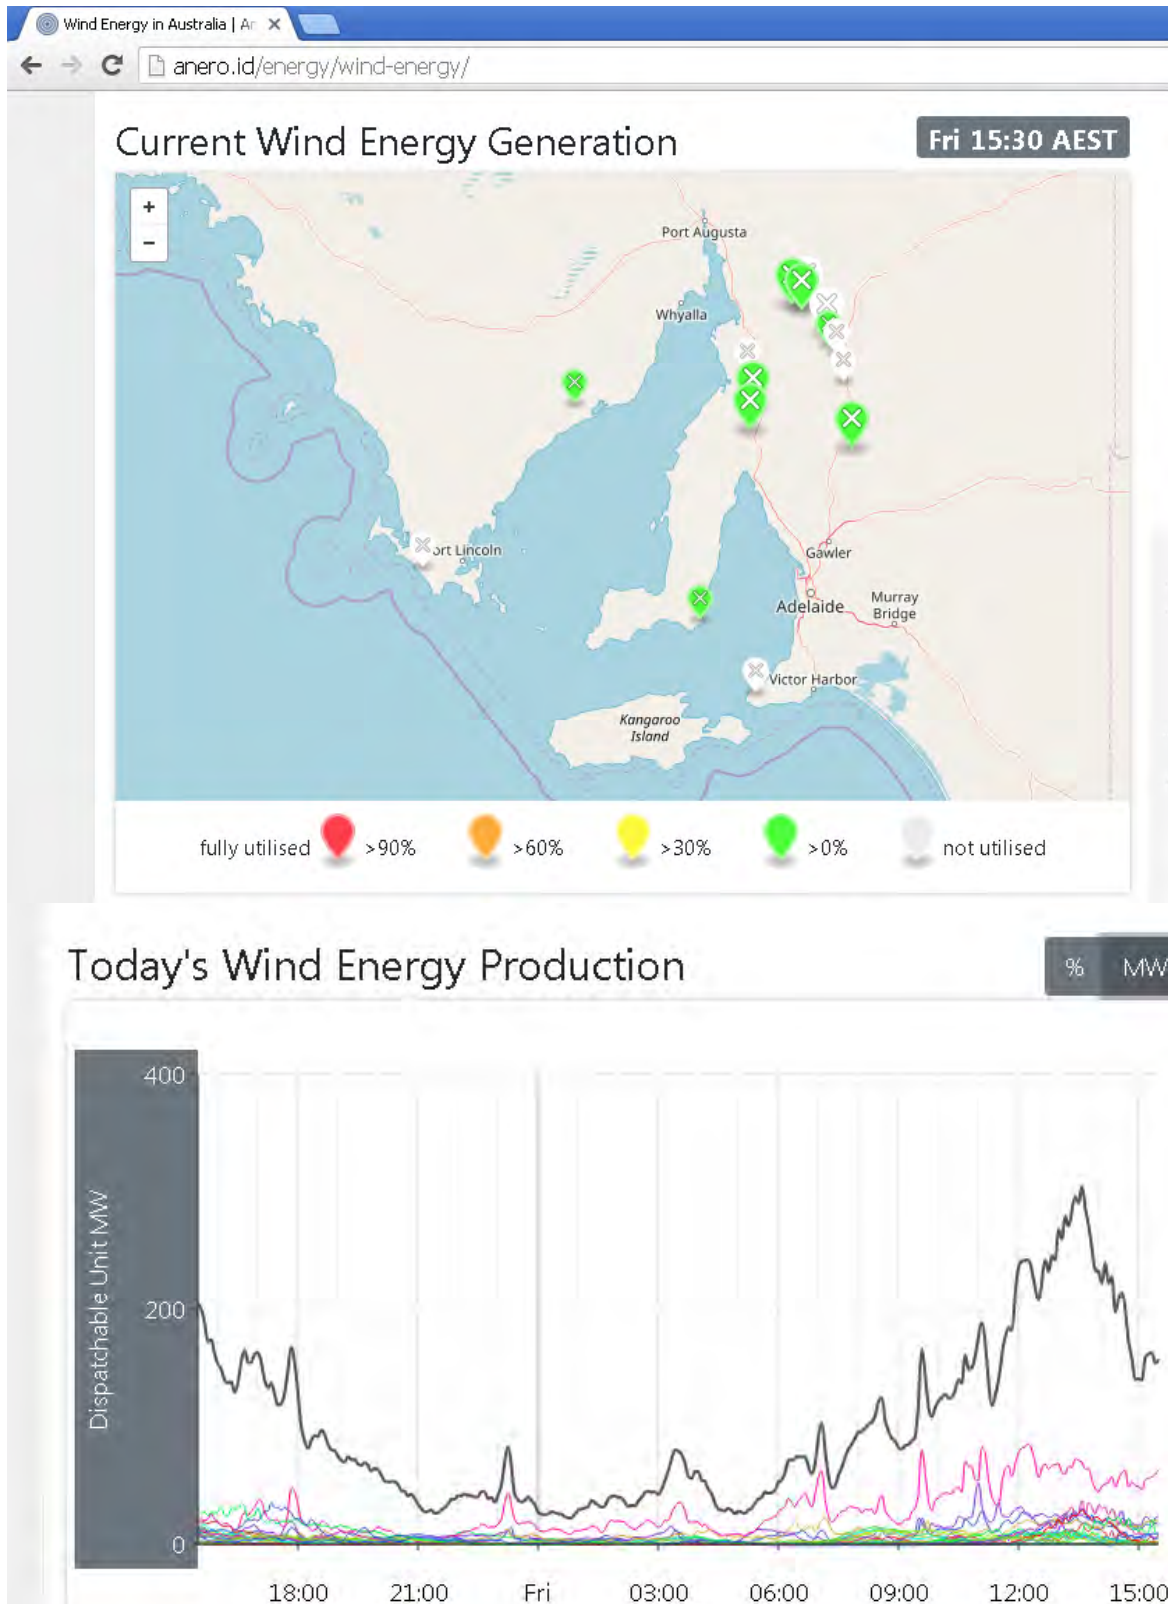 Wind Energy in Australia | Ar
anero.id/energy/wind-energy/
Current Wind Energy Generation
Fri 15:30 AEST
+
−
Port Augusta
Whyalla
ort Lincoln
Gawler
Adelaide
Murray
Bridge
Victor Harbor
Kangaroo
Island
fully utilised >90% >60% >30% >0% not utilised
Today's Wind Energy Production
% MW
Dispatchable Unit MW
400
200
0
18:00 21:00 Fri 03:00 06:00 09:00 12:00 15:00